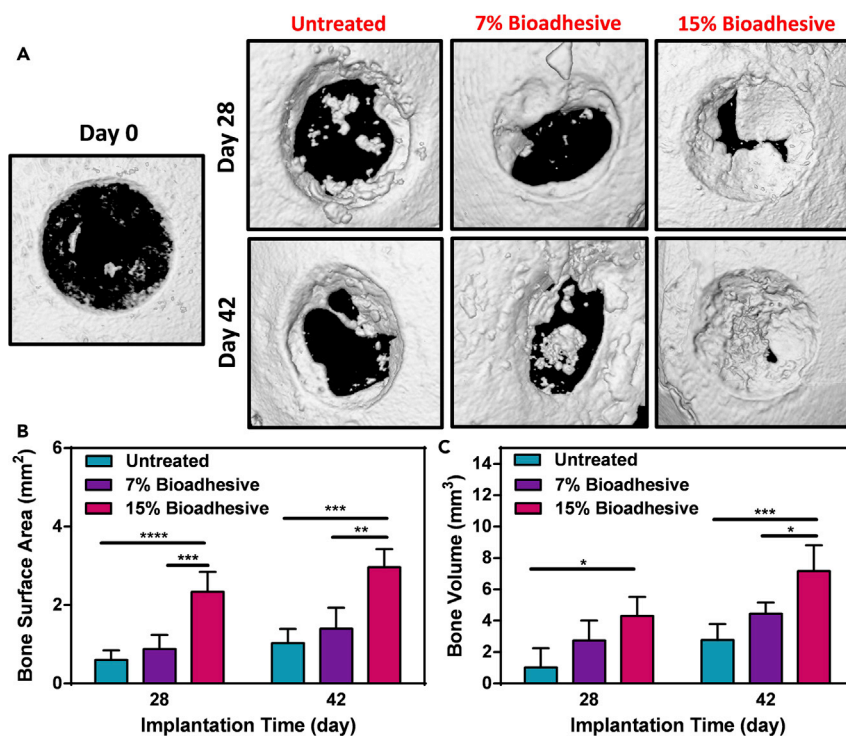 Untreated 7% Bioadhesive 15% Bioadhesive
A
Day 0
Day 28
Day 42
B
Bone Surface Area (mm²)
6
4
2
0
Untreated
7% Bioadhesive
15% Bioadhesive
****
***
***
**
28 42
Implantation Time (day)
C
Bone Volume (mm³)
14
12
10
8
6
4
2
0
Untreated
7% Bioadhesive
15% Bioadhesive
*
***
*
28 42
Implantation Time (day)